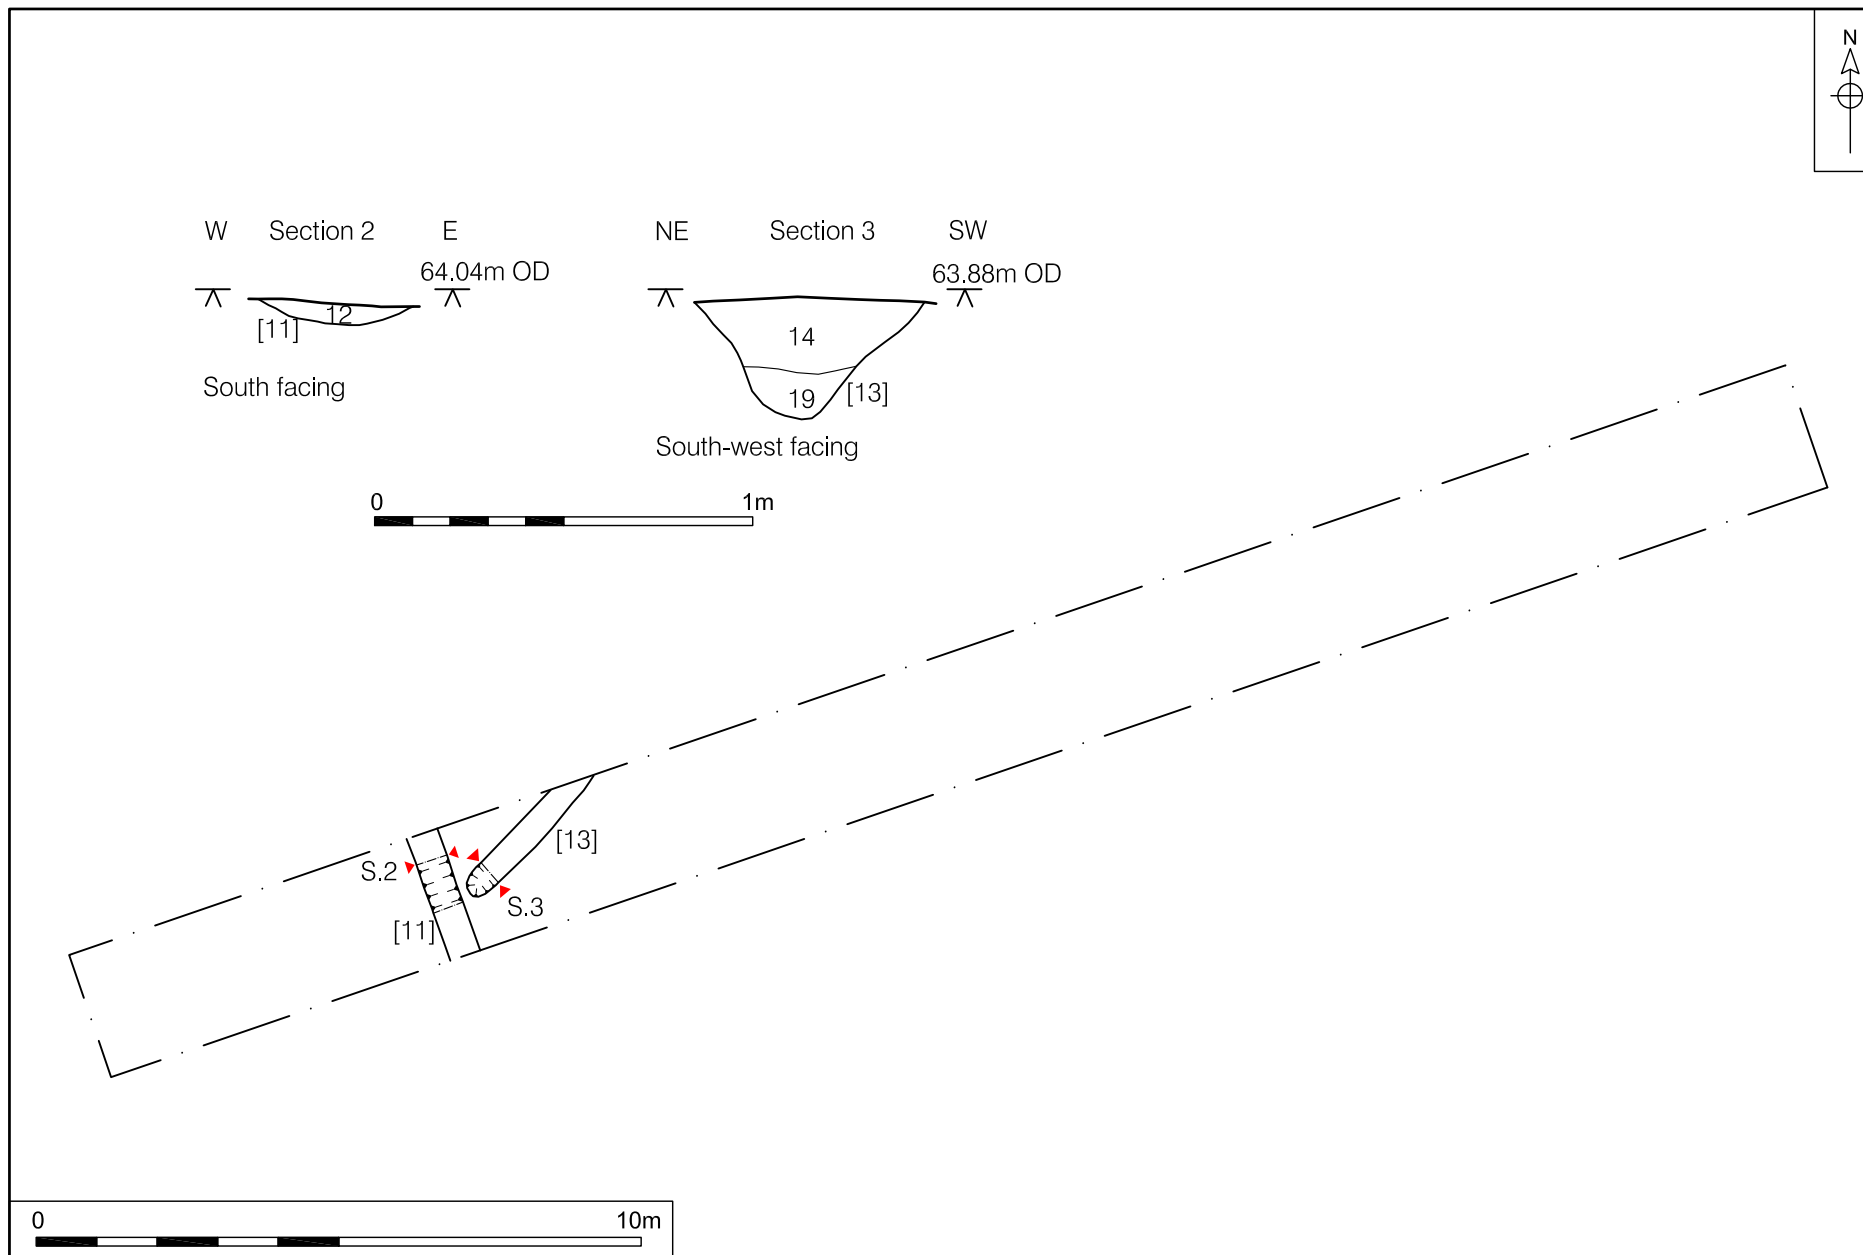 N
W Section 2 E
64.04m OD
12
[11]
South facing
NE Section 3 SW
63.88m OD
14
19
[13]
South-west facing
0 1m
[13]
S.2
S.3
[11]
0 10m